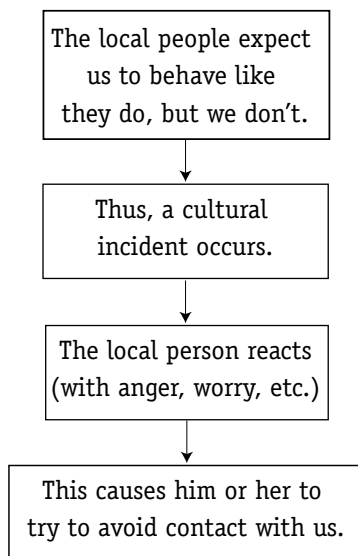 The local people expect
us to behave like
they do, but we don't.
Thus, a cultural
incident occurs.
The local person reacts
(with anger, worry, etc.)
This causes him or her to
try to avoid contact with us.